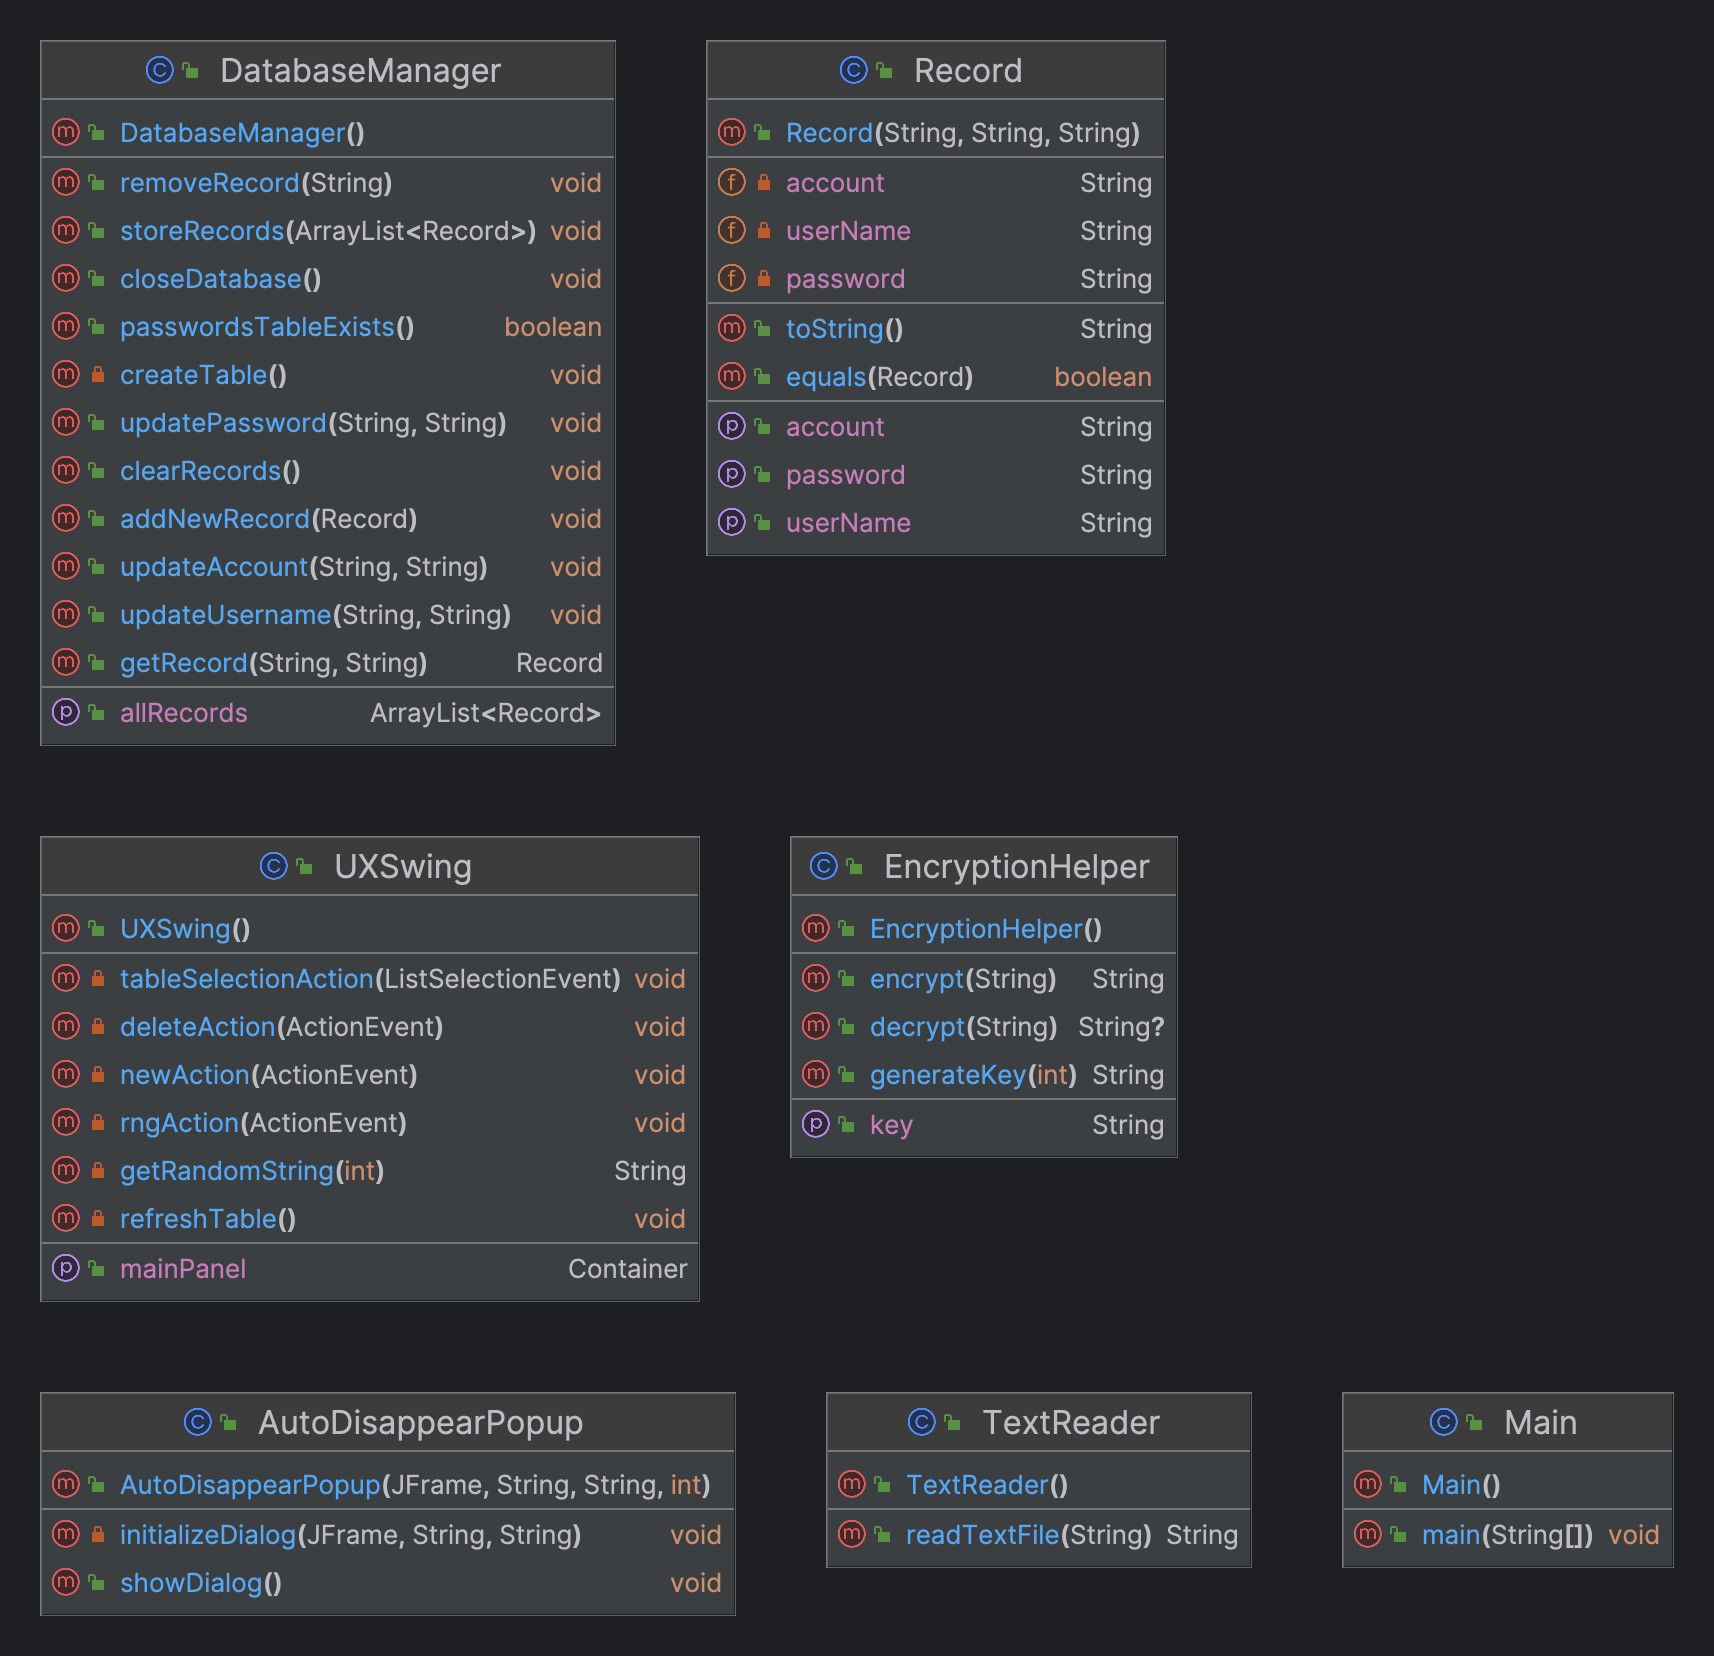 DatabaseManager
DatabaseManager()
removeRecord(String) void
storeRecords(ArrayList<Record>) void
closeDatabase() void
passwordsTableExists() boolean
createTable() void
updatePassword(String, String) void
clearRecords() void
addNewRecord(Record) void
updateAccount(String, String) void
updateUsername(String, String) void
getRecord(String, String) Record
allRecords ArrayList<Record>
Record
Record(String, String, String)
account String
userName String
password String
toString() String
equals(Record) boolean
account String
password String
userName String
UXSwing
UXSwing()
tableSelectionAction(ListSelectionEvent) void
deleteAction(ActionEvent) void
newAction(ActionEvent) void
rngAction(ActionEvent) void
getRandomString(int) String
refreshTable() void
mainPanel Container
EncryptionHelper
EncryptionHelper()
encrypt(String) String
decrypt(String) String?
generateKey(int) String
key String
AutoDisappearPopup
AutoDisappearPopup(JFrame, String, String, int)
initializeDialog(JFrame, String, String) void
showDialog() void
TextReader
TextReader()
readTextFile(String) String
Main
Main()
main(String[]) void